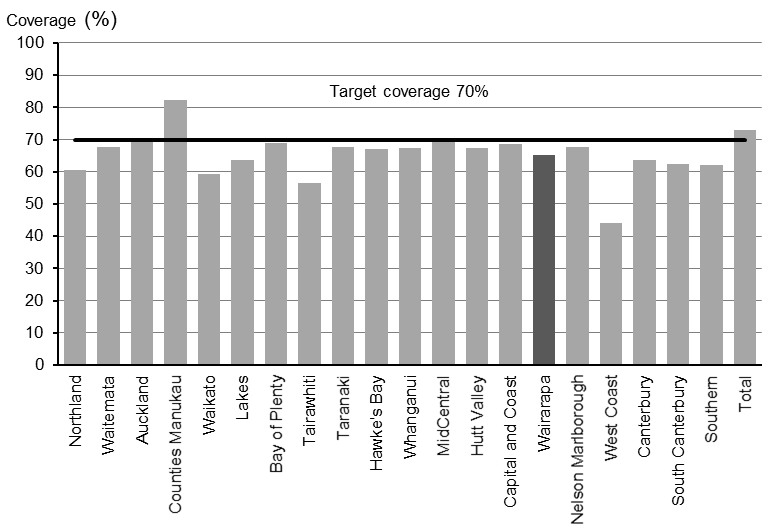 Coverage (%)
100
90
80
70
60
50
40
30
20
10
0
Target coverage 70%
Northland
Waitemata
Auckland
Counties Manukau
Waikato
Lakes
Bay of Plenty
Tairawhiti
Taranaki
Hawke's Bay
Whanganui
MidCentral
Hutt Valley
Capital and Coast
Wairarapa
Nelson Marlborough
West Coast
Canterbury
South Canterbury
Southern
Total